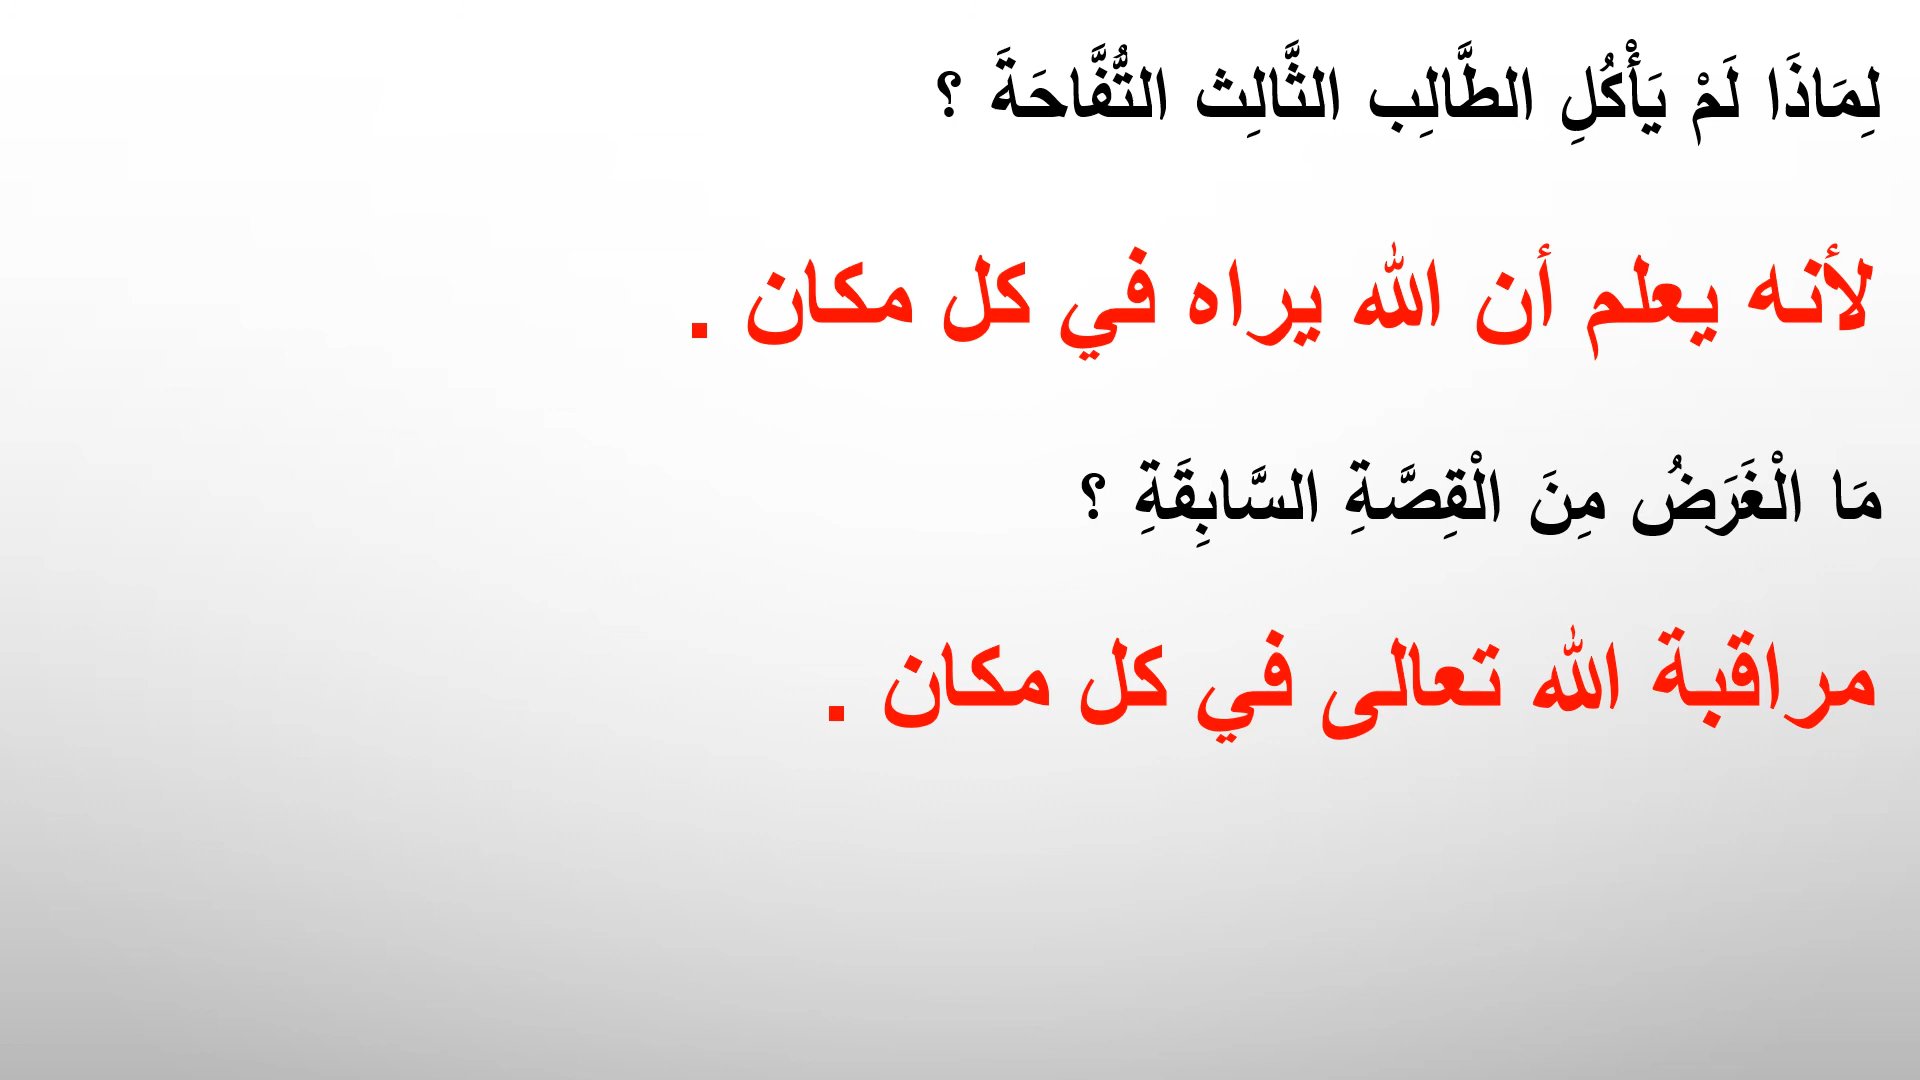 لِمَاذَا لَمْ يَأْكُلِ الطَّالِب الثَّالِث التُّفَّاحَةَ ؟
لأنه يعلم أن الله يراه في كل مكان .
مَا الْغَرَضُ مِنَ الْقِصَّةِ السَّابِقَةِ ؟
مراقبة الله تعالى في كل مكان .